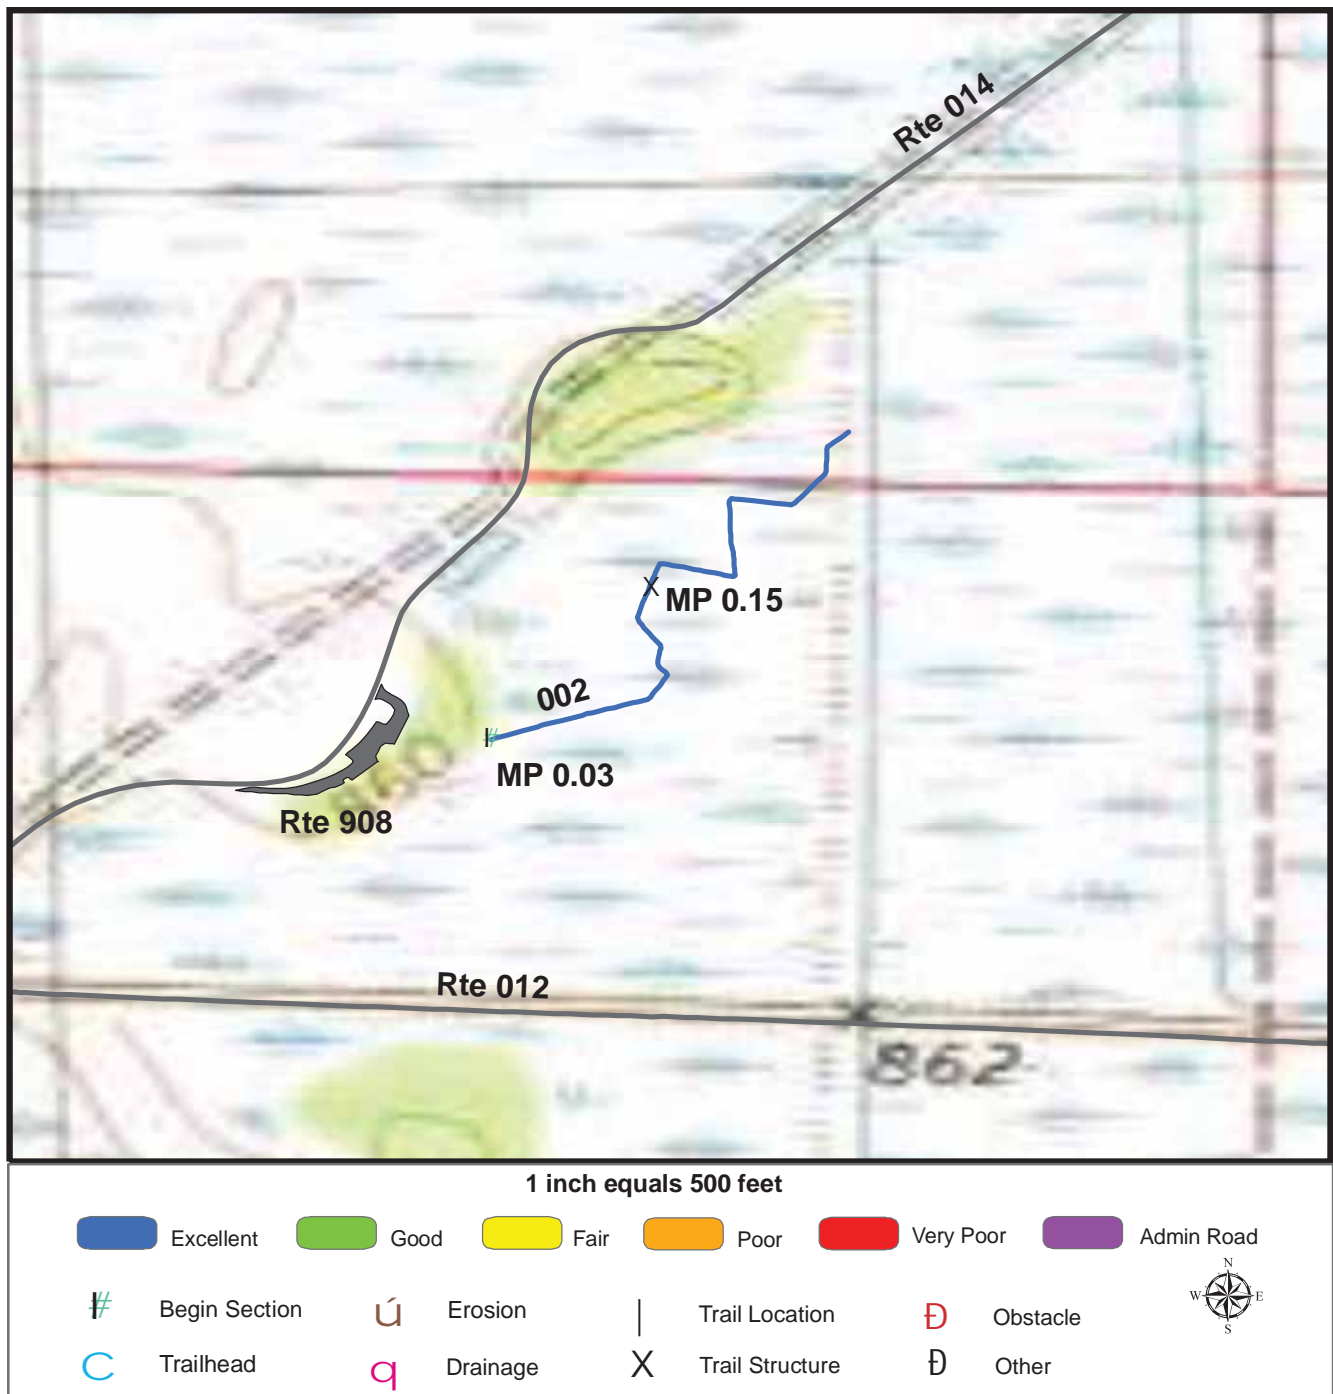 Rte 014
X MP 0.15
002
MP 0.03
Rte 908
Rte 012
862
1 inch equals 500 feet
Excellent Good Fair Poor Very Poor Admin Road
N
W E
S
# Begin Section ú Erosion | Trail Location Đ Obstacle
C Trailhead q Drainage X Trail Structure Đ Other